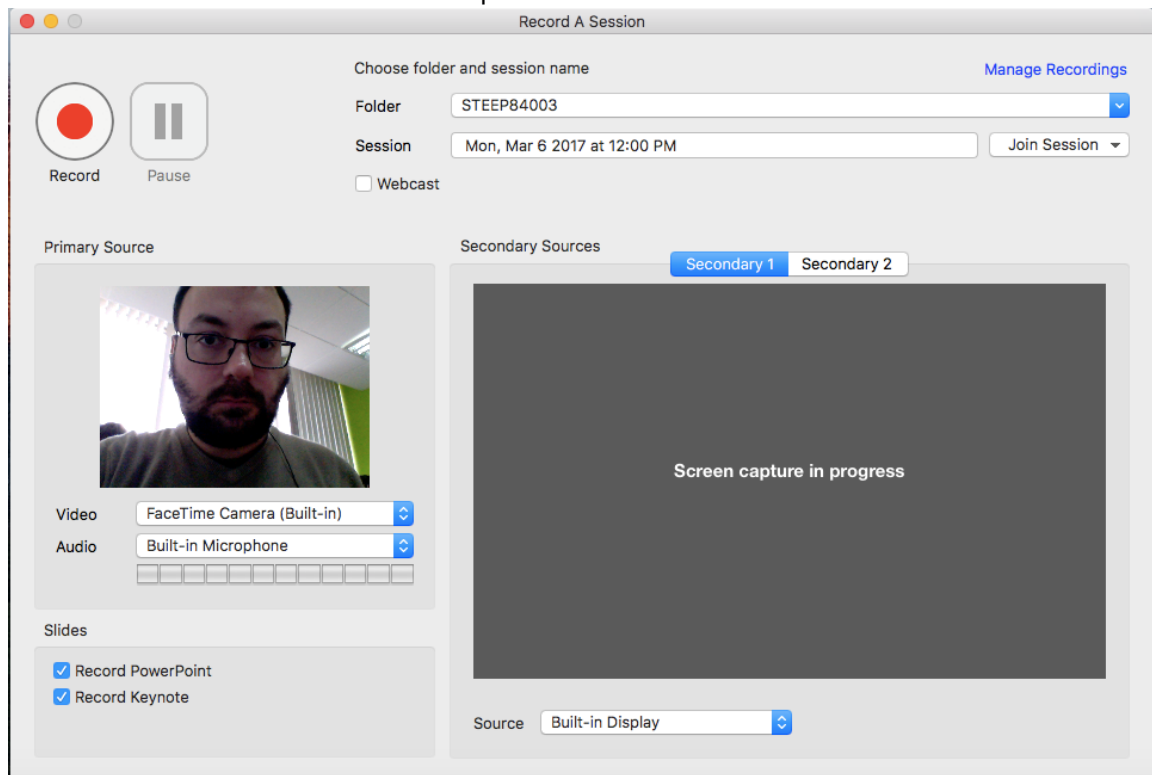 Record A Session
Choose folder and session name
Manage Recordings
Folder
STEEP84003
Session
Mon, Mar 6 2017 at 12:00 PM
Join Session
Record
Pause
Webcast
Primary Source
Secondary Sources
Secondary 1
Secondary 2
Screen capture in progress
Video
FaceTime Camera (Built-in)
Audio
Built-in Microphone
Slides
Record PowerPoint
Record Keynote
Source
Built-in Display